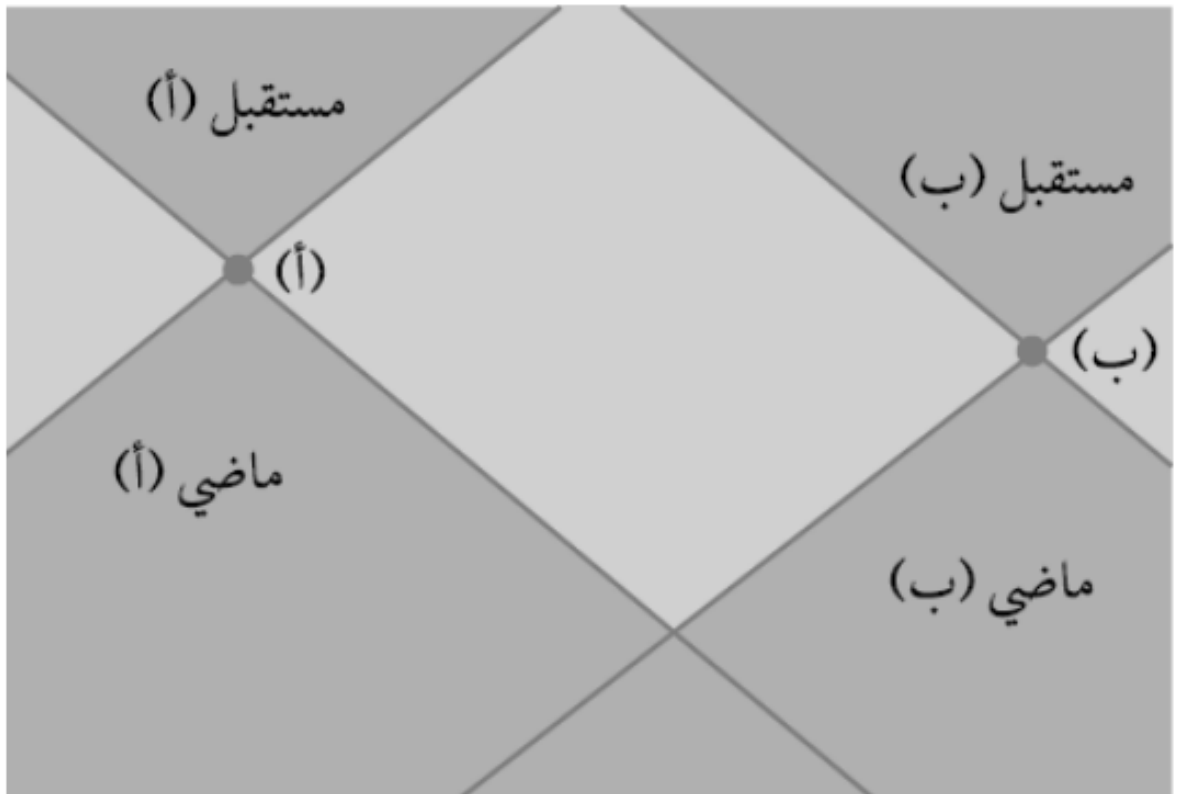 مستقبل (أ)
مستقبل (ب)
(أ)
(ب)
ماضي (أ)
ماضي (ب)